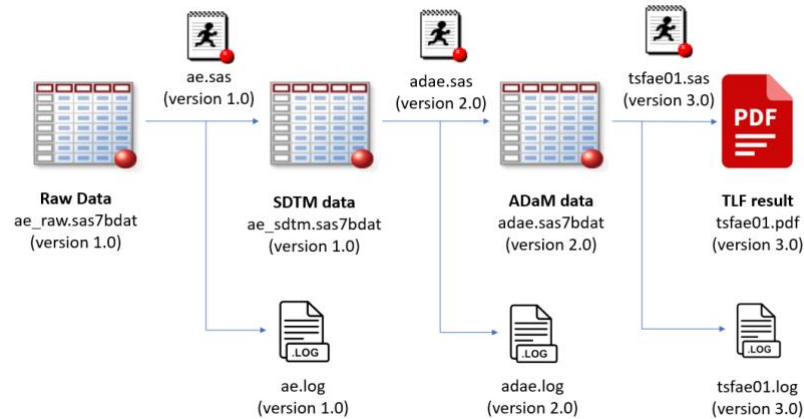 ae.sas
(version 1.0)
adae.sas
(version 2.0)
tsfae01.sas
(version 3.0)
PDF
Raw Data
ae_raw.sas7bdat
(version 1.0)
SDTM data
ae_sdtm.sas7bdat
(version 1.0)
ADaM data
adae.sas7bdat
(version 2.0)
TLF result
tsfae01.pdf
(version 3.0)
.LOG
ae.log
(version 1.0)
.LOG
adae.log
(version 2.0)
.LOG
tsfae01.log
(version 3.0)